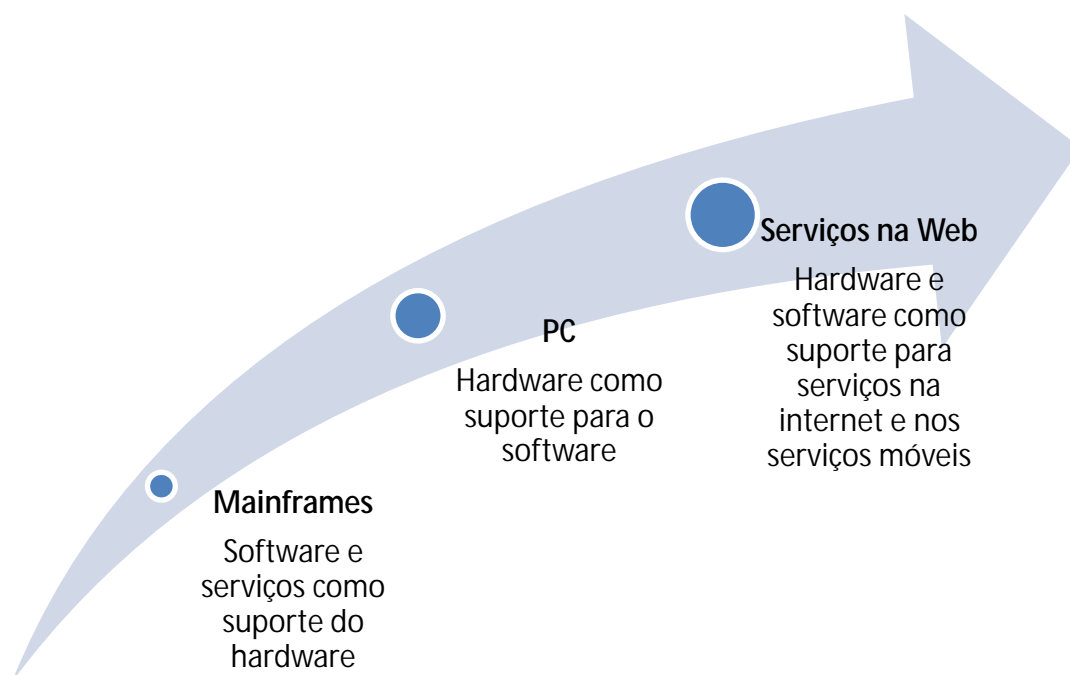 Mainframes
Software e
serviços como
suporte do
hardware
PC
Hardware como
suporte para o
software
Serviços na Web
Hardware e
software como
suporte para
serviços na
internet e nos
serviços móveis